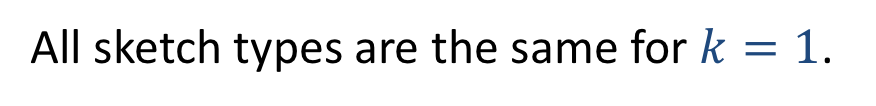 All sketch types are the same for k = 1.